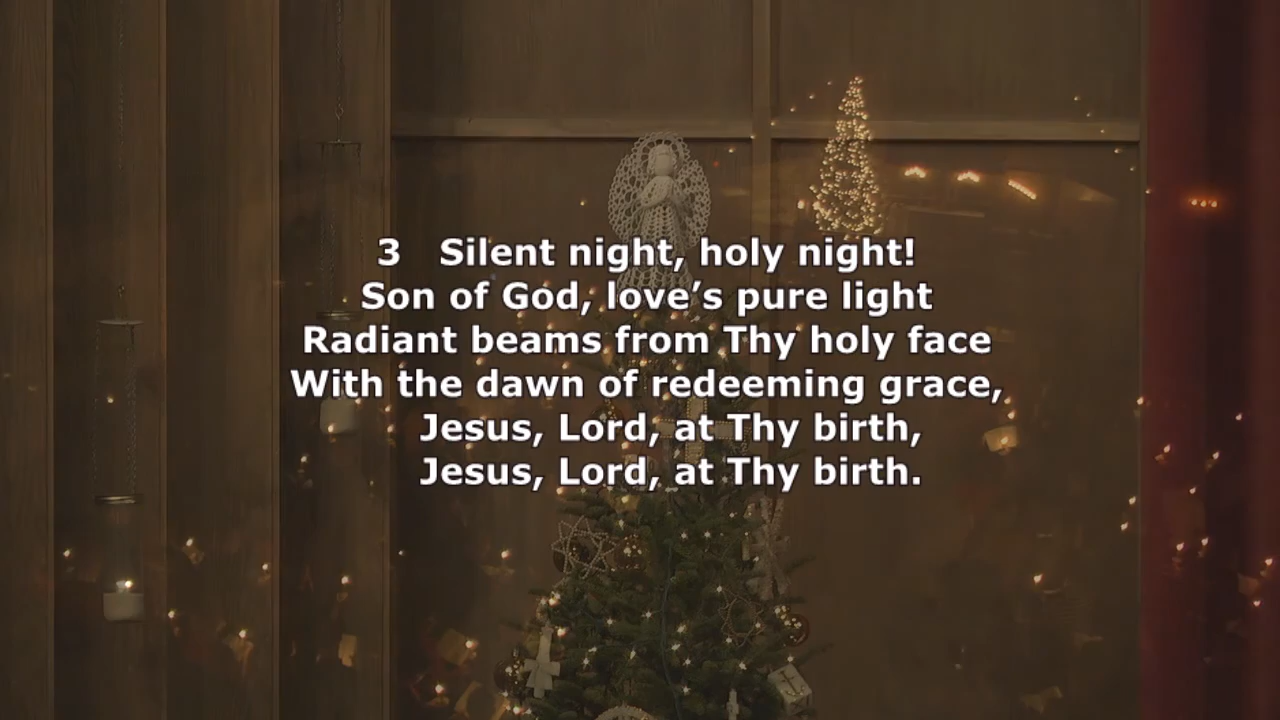 3 Silent night, holy night!
Son of God, love’s pure light
Radiant beams from Thy holy face
With the dawn of redeeming grace,
Jesus, Lord, at Thy birth,
Jesus, Lord, at Thy birth.